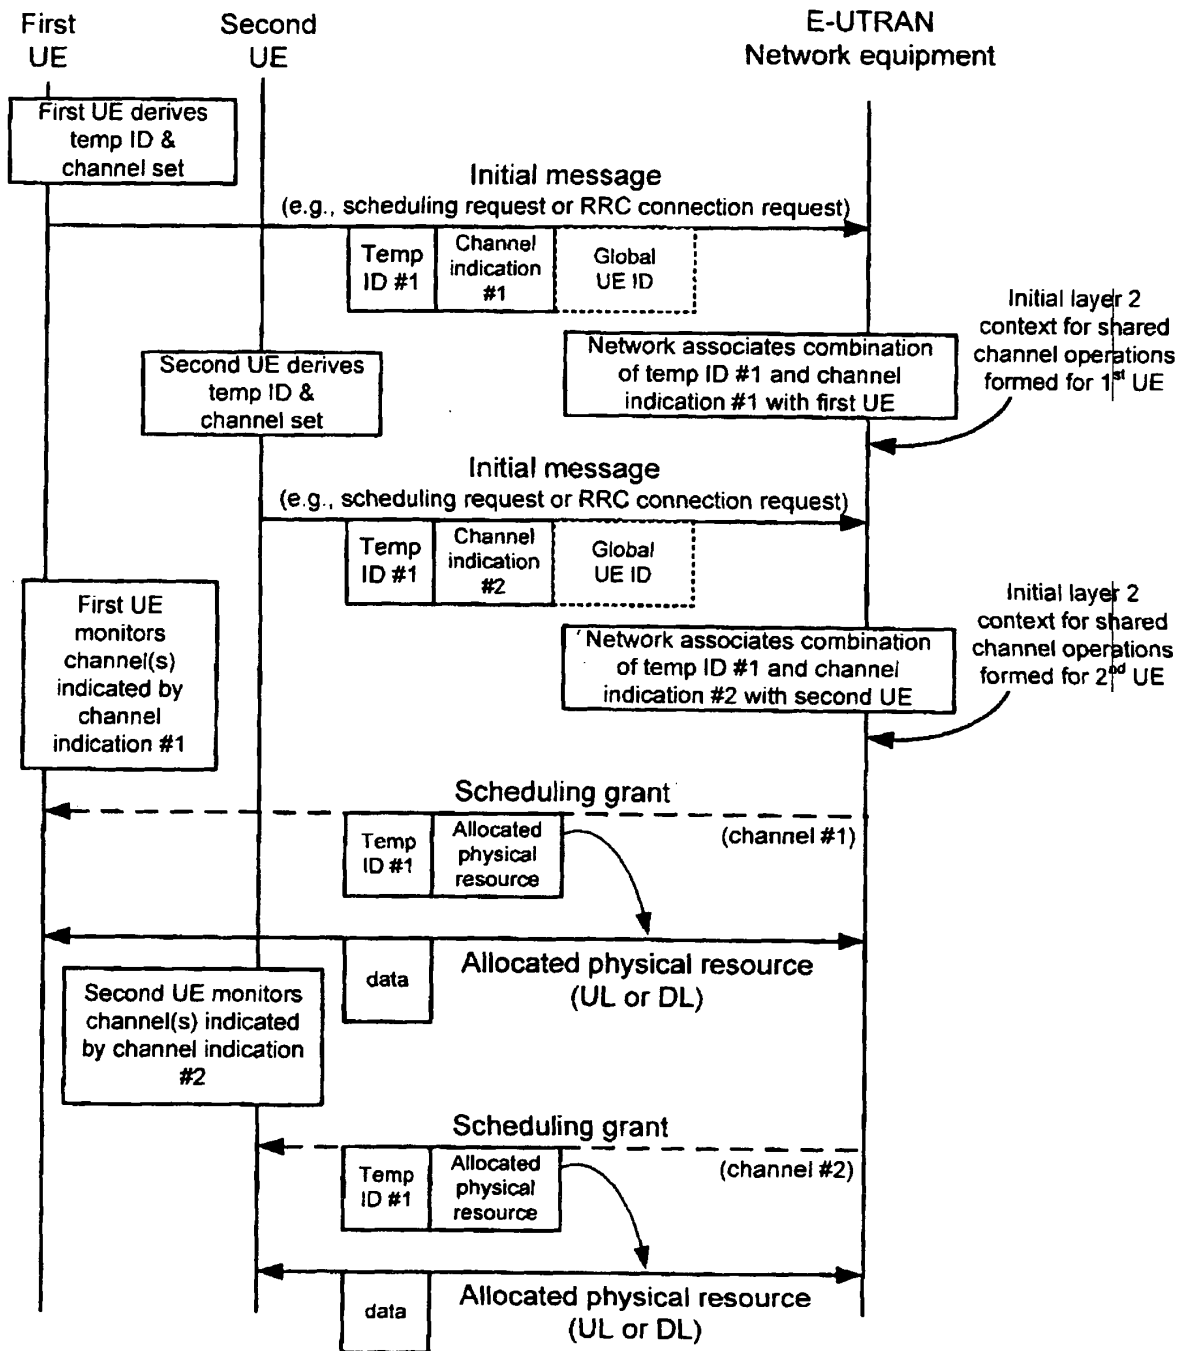 First
UE
Second
UE
E-UTRAN
Network equipment
First UE derives
temp ID &
channel set
Initial message
(e.g., scheduling request or RRC connection request)
Temp
ID #1
Channel
indication
#1
Global
UE ID
Initial layer 2
context for shared
channel operations
formed for 1st UE
Network associates combination
of temp ID #1 and channel
indication #1 with first UE
Second UE derives
temp ID &
channel set
Initial message
(e.g., scheduling request or RRC connection request)
Temp
ID #1
Channel
indication
#2
Global
UE ID
First UE
monitors
channel(s)
indicated by
channel
indication #1
Initial layer 2
context for shared
channel operations
formed for 2nd UE
Network associates combination
of temp ID #1 and channel
indication #2 with second UE
Scheduling grant
(channel #1)
Temp
ID #1
Allocated
physical
resource
data
Allocated physical resource
(UL or DL)
Second UE monitors
channel(s) indicated
by channel indication
#2
Scheduling grant
(channel #2)
Temp
ID #1
Allocated
physical
resource
data
Allocated physical resource
(UL or DL)